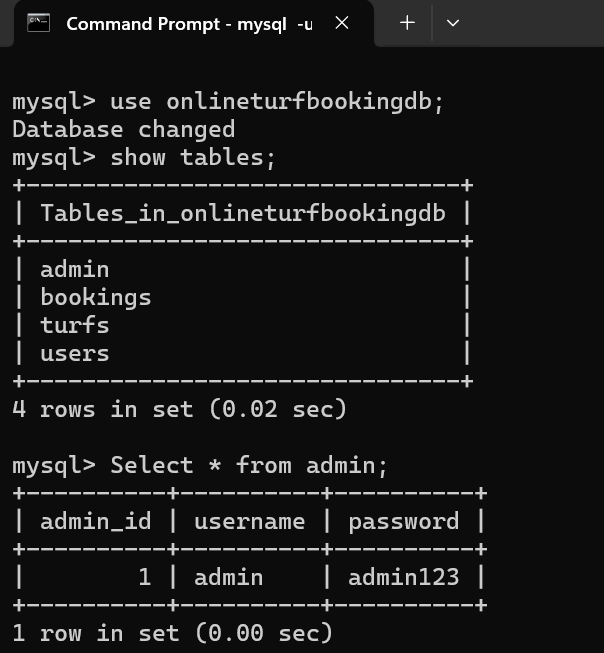 Command Prompt - mysql -u
mysql> use onlineturfbookingdb;
Database changed
mysql> show tables;
+--------------------------------+
| Tables_in_onlineturfbookingdb |
+--------------------------------+
| admin                          |
| bookings                       |
| turfs                          |
| users                          |
+--------------------------------+
4 rows in set (0.02 sec)
mysql> Select * from admin;
+----------+----------+----------+
| admin_id | username | password |
+----------+----------+----------+
|        1 | admin    | admin123 |
+----------+----------+----------+
1 row in set (0.00 sec)